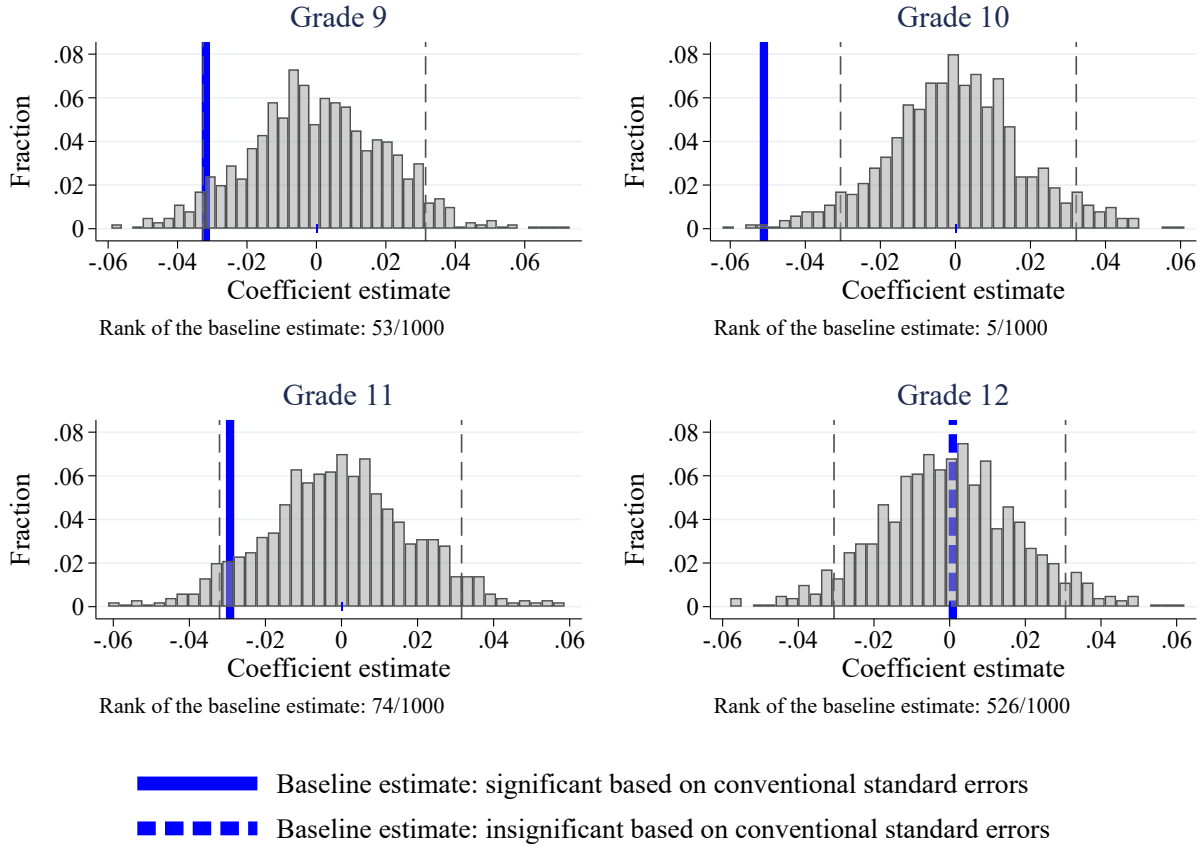 Grade 9
Fraction
.08
.06
.04
.02
0
-.06 -.04 -.02 0 .02 .04 .06
Coefficient estimate
Rank of the baseline estimate: 53/1000
Grade 10
Fraction
.08
.06
.04
.02
0
-.06 -.04 -.02 0 .02 .04 .06
Coefficient estimate
Rank of the baseline estimate: 5/1000
Grade 11
Fraction
.08
.06
.04
.02
0
-.06 -.04 -.02 0 .02 .04 .06
Coefficient estimate
Rank of the baseline estimate: 74/1000
Grade 12
Fraction
.08
.06
.04
.02
0
-.06 -.04 -.02 0 .02 .04 .06
Coefficient estimate
Rank of the baseline estimate: 526/1000
Baseline estimate: significant based on conventional standard errors
Baseline estimate: insignificant based on conventional standard errors